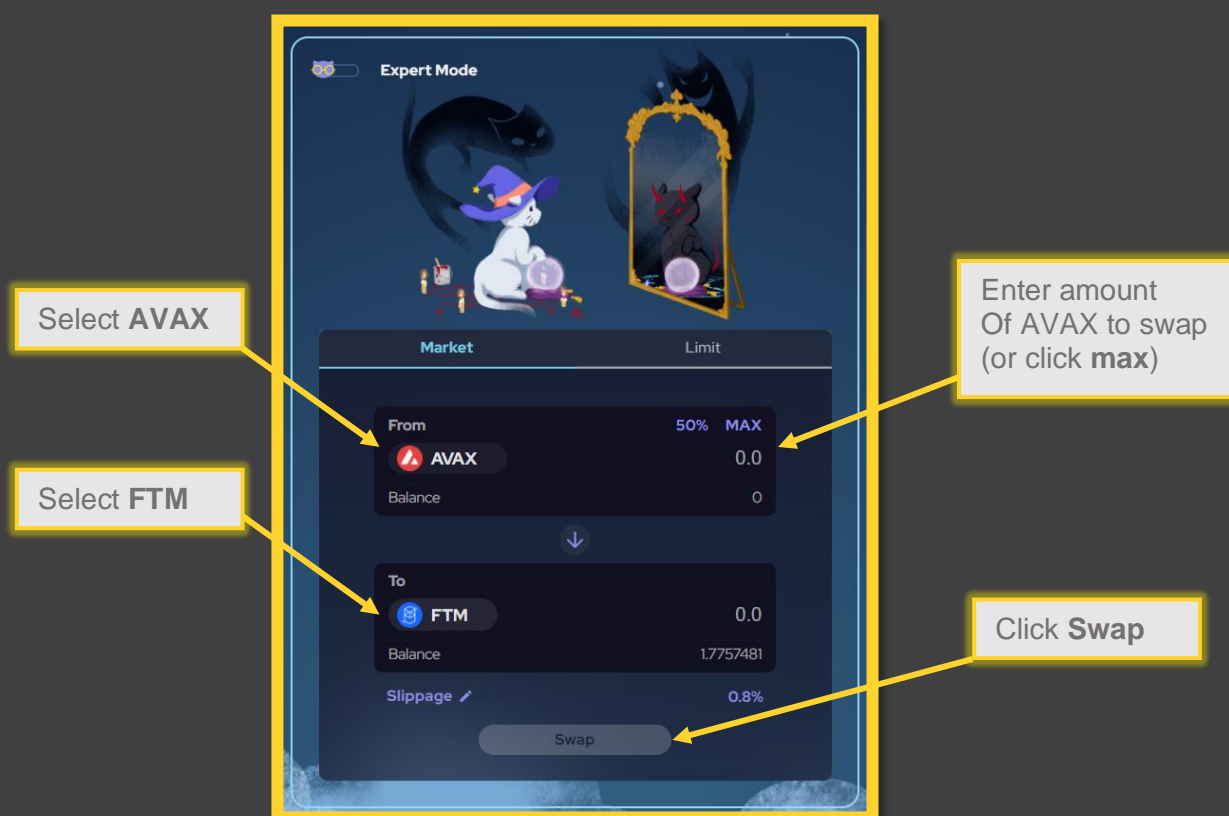 Expert Mode
Select AVAX
Enter amount
Of AVAX to swap
(or click max)
Market Limit
From 50% MAX
AVAX 0.0
Balance 0
Select FTM
To
FTM 0.0
Balance 1.7757481
Slippage 0.8%
Swap
Click Swap